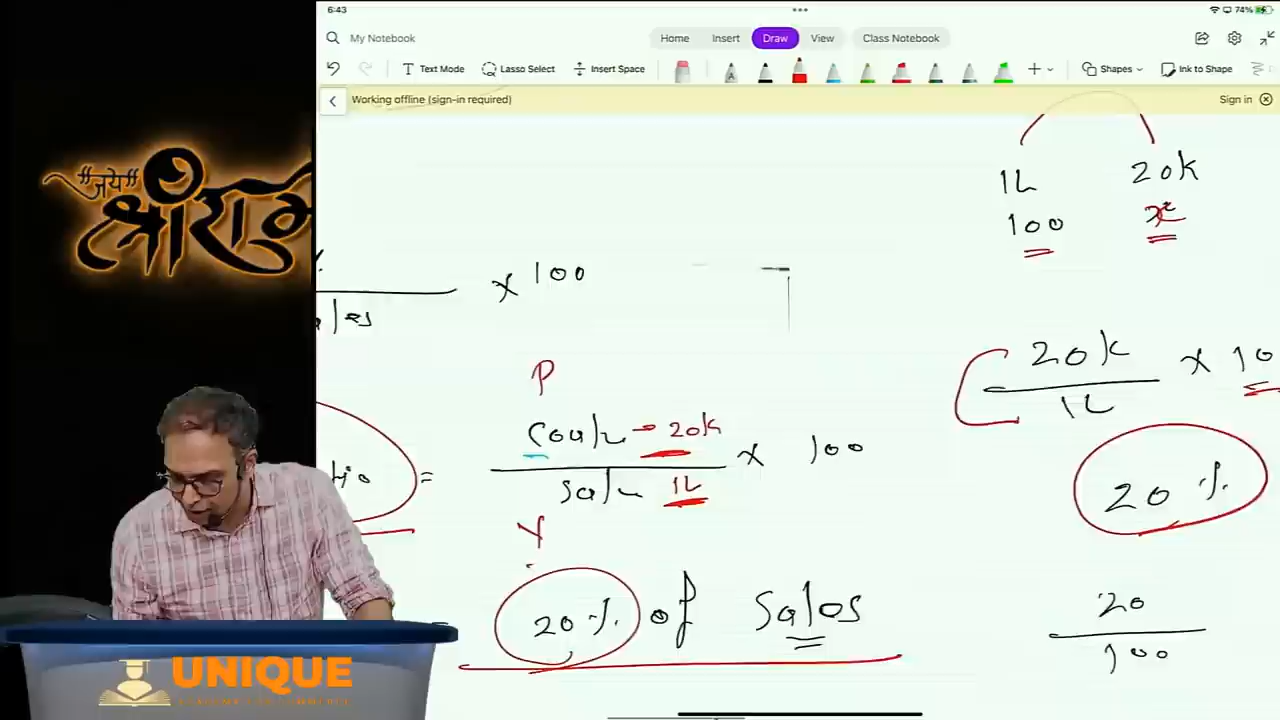 6:43
74%
My Notebook
Home Insert Draw View Class Notebook
Text Mode Lasso Select Insert Space Shapes Ink to Shape
Working offline (sign-in required) Sign in
"जय"
श्रीराम
1L 20k
100 x
x 100
20k x 10
1L
P
20k x 100
Sales 1L
=
Y
20 %
20 % of Sales
20
100
UNIQUE